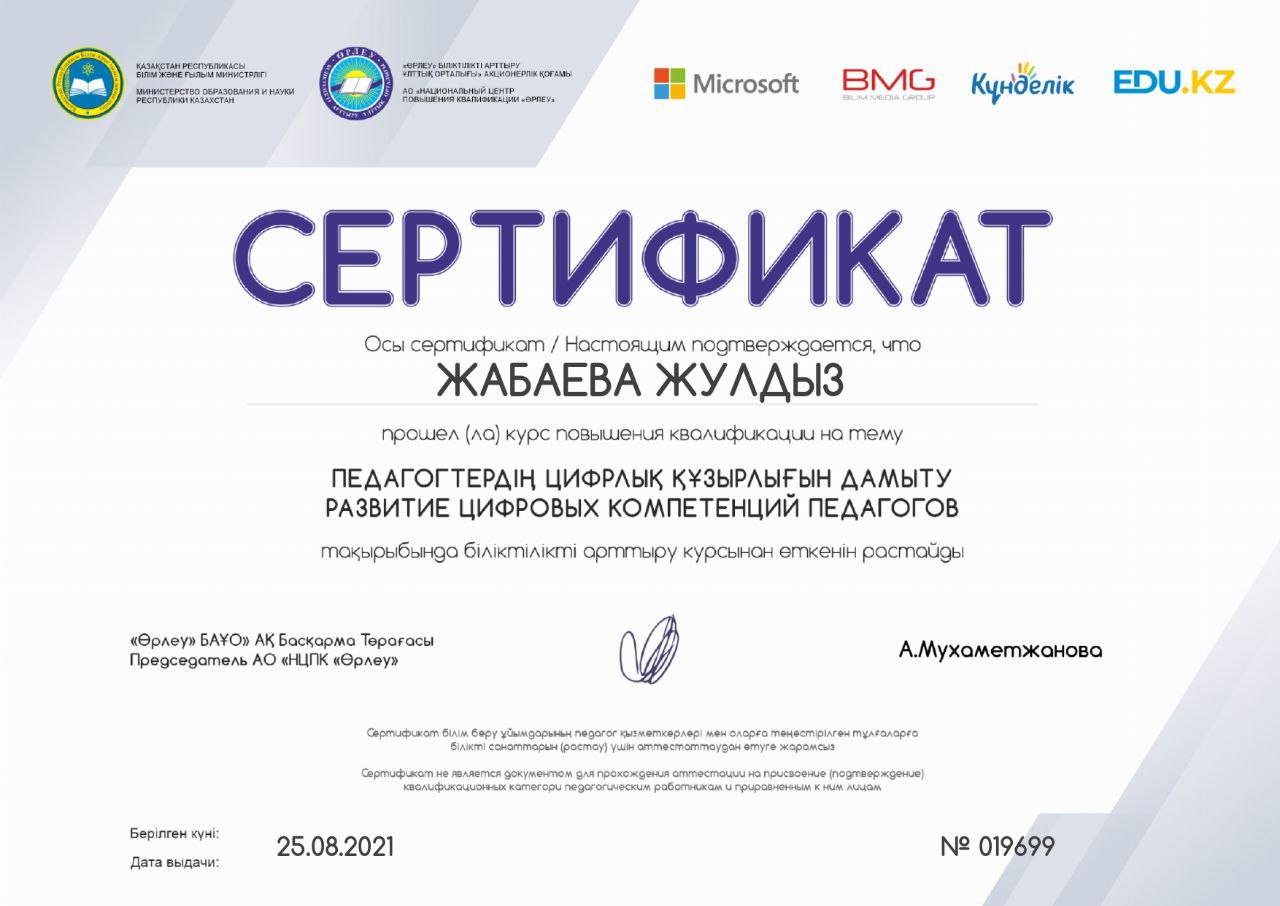 ҚАЗАҚСТАН РЕСПУБЛИКАСЫ
БІЛІМ ЖӘНЕ ҒЫЛЫМ МИНИСТРЛІГІ
МИНИСТЕРСТВО ОБРАЗОВАНИЯ И НАУКИ
РЕСПУБЛИКИ КАЗАХСТАН
ӨРЛЕУ
«ӨРЛЕУ» БІЛІКТІЛІКТІ АРТТЫРУ
ҰЛТТЫҚ ОРТАЛЫҒЫ» АКЦИОНЕРЛІК ҚОҒАМЫ
АО «НАЦИОНАЛЬНЫЙ ЦЕНТР
ПОВЫШЕНИЯ КВАЛИФИКАЦИИ «ӨРЛЕУ»
Microsoft
BMG
BILIM MEDIA GROUP
Күнделік
EDU.KZ
СЕРТИФИКАТ
Осы сертификат / Настоящим подтверждается, что
ЖАБАЕВА ЖУЛДЫЗ
прошел (ла) курс повышения квалификации на тему
ПЕДАГОГТЕРДІҢ ЦИФРЛЫҚ ҚҰЗЫРЛЫҒЫН ДАМЫТУ
РАЗВИТИЕ ЦИФРОВЫХ КОМПЕТЕНЦИЙ ПЕДАГОГОВ
тақырыбында біліктілікті арттыру курсынан өткенін растайды
«Өрлеу» БАҰО» АҚ Басқарма Төрағасы
Председатель АО «НЦПК «Өрлеу»
А.Мухаметжанова
Сертификат білім беру ұйымдарының педагог қызметкерлері мен оларға теңестірілген тұлғаларға
білікті санаттарын (растау) үшін аттестаттаудан өтуге жарамсыз
Сертификат не является документом для прохождения аттестации на присвоение (подтверждение)
квалификационных категори педагогическим работникам и приравненным к ним лицам
Берілген күні:
Дата выдачи:
25.08.2021
№ 019699